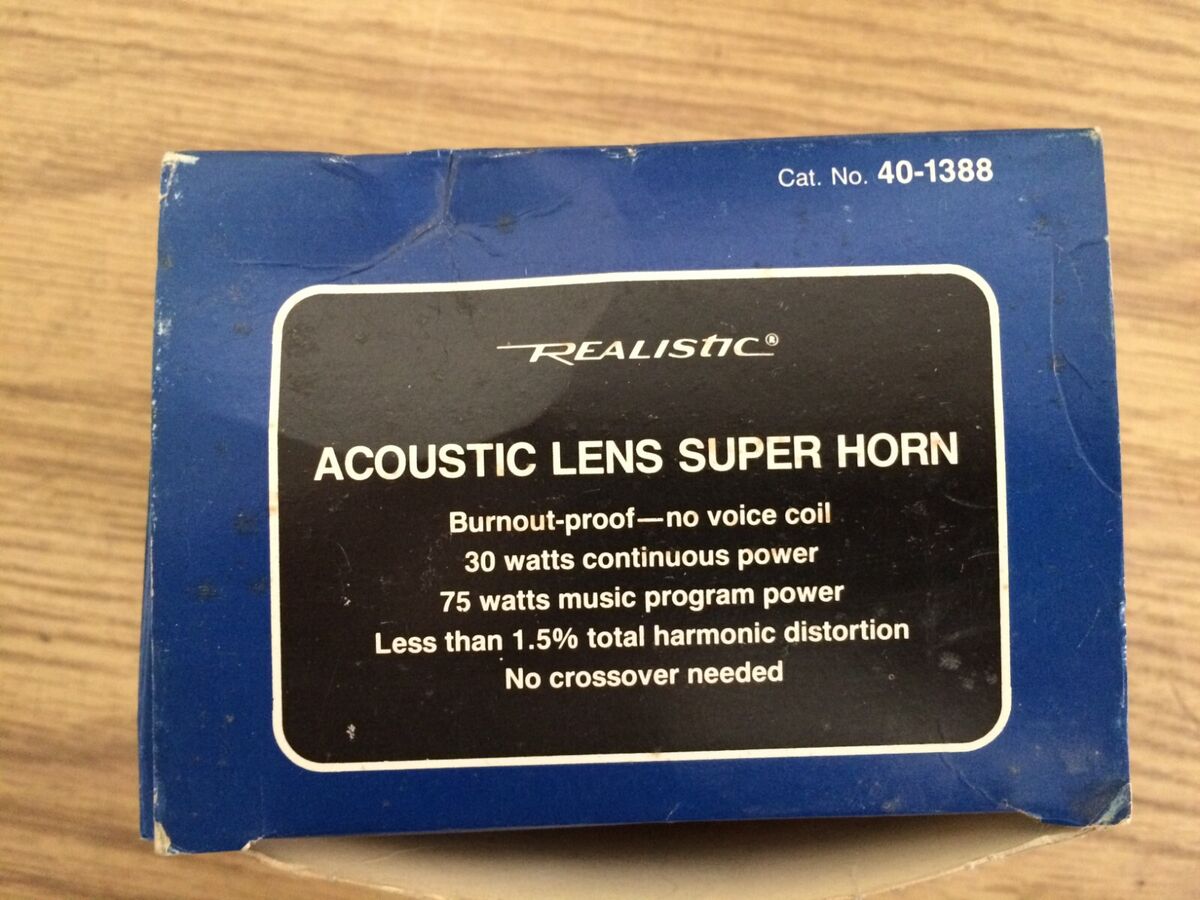 Cat. No. 40-1388
REALISTIC®
ACOUSTIC LENS SUPER HORN
Burnout-proof—no voice coil
30 watts continuous power
75 watts music program power
Less than 1.5% total harmonic distortion
No crossover needed